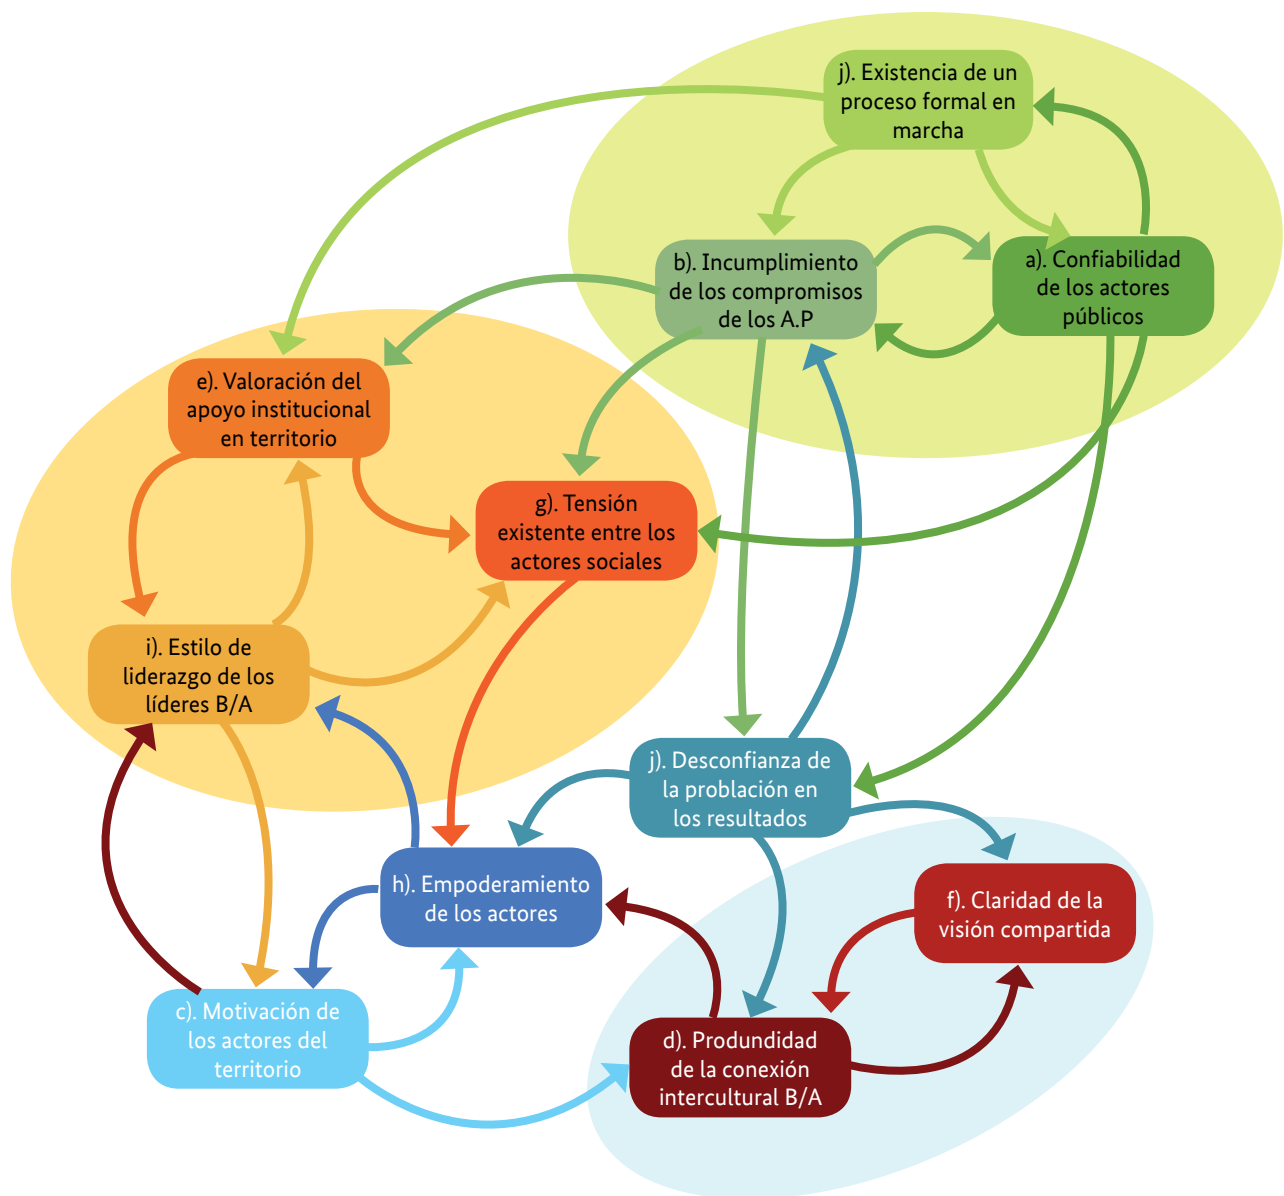 j). Existencia de un
proceso formal en
marcha
b). Incumplimiento
de los compromisos
de los A.P
a). Confiabilidad
de los actores
públicos
e). Valoración del
apoyo institucional
en territorio
g). Tensión
existente entre los
actores sociales
i). Estilo de
liderazgo de los
líderes B/A
j). Desconfianza de
la problación en
los resultados
h). Empoderamiento
de los actores
f). Claridad de la
visión compartida
c). Motivación de
los actores del
territorio
d). Produndidad
de la conexión
intercultural B/A